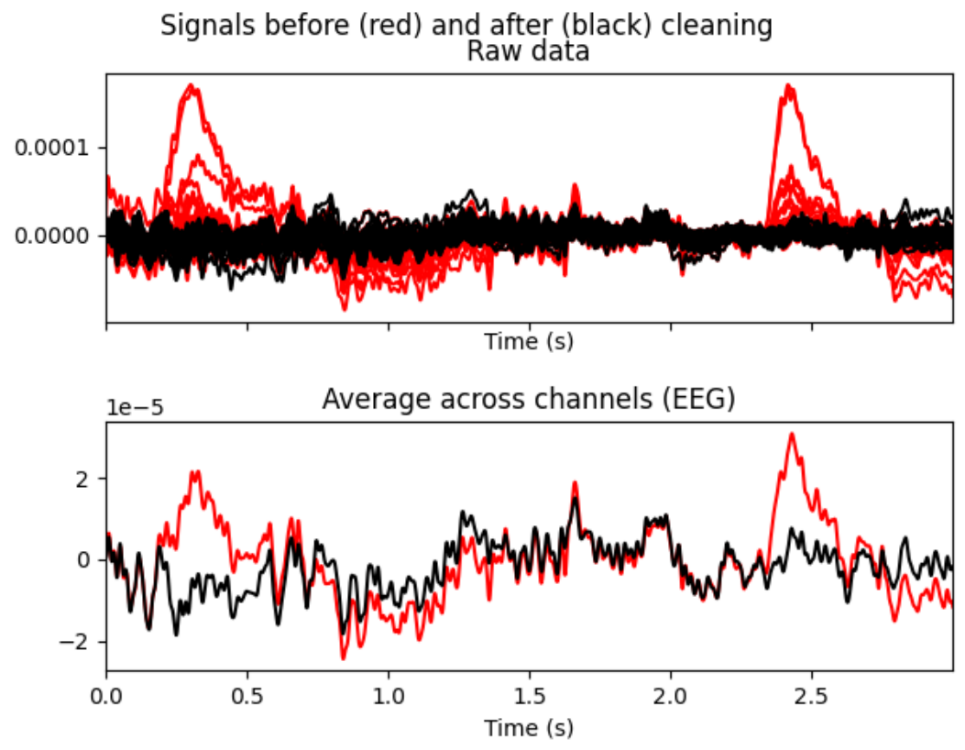 Signals before (red) and after (black) cleaning
Raw data
0.0001
0.0000
Time (s)
Average across channels (EEG)
1e−5
2
0
−2
0.0 0.5 1.0 1.5 2.0 2.5
Time (s)